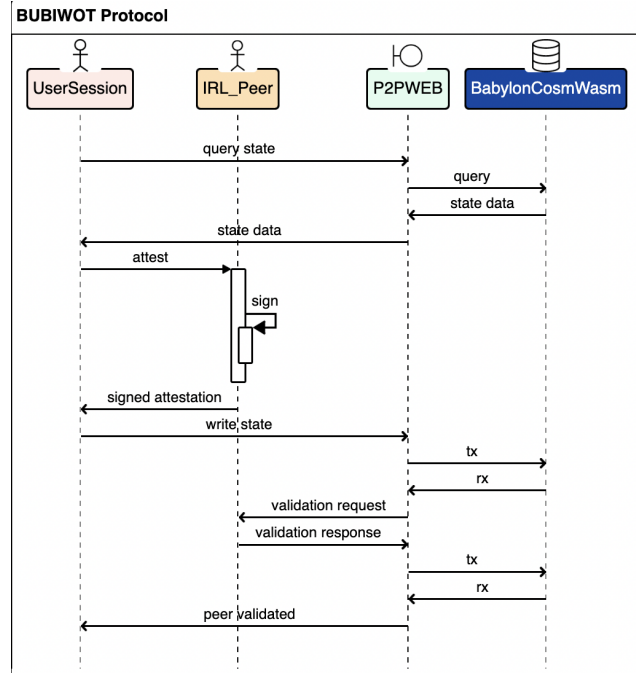 BUBIWOT Protocol
UserSession
IRL_Peer
P2PWEB
BabylonCosmWasm
query state
query
state data
state data
attest
sign
signed attestation
write state
tx
rx
validation request
validation response
tx
rx
peer validated